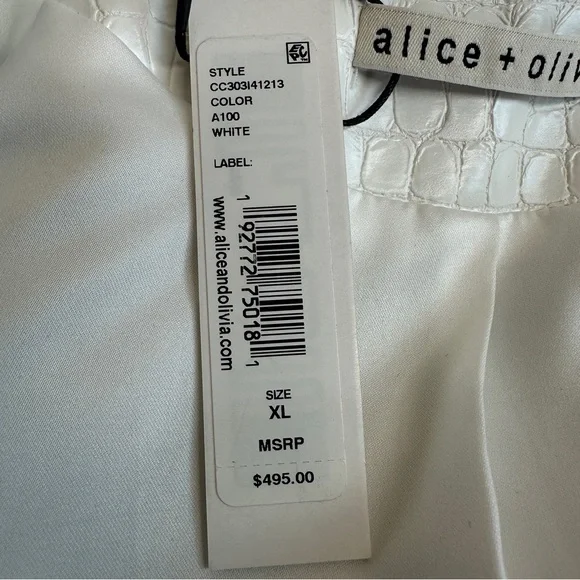 alice + oliv
STYLE
CC303I41213
COLOR
A100
WHITE
LABEL:
1 92772 75018 1
www.aliceandolivia.com
SIZE
XL
MSRP
$495.00